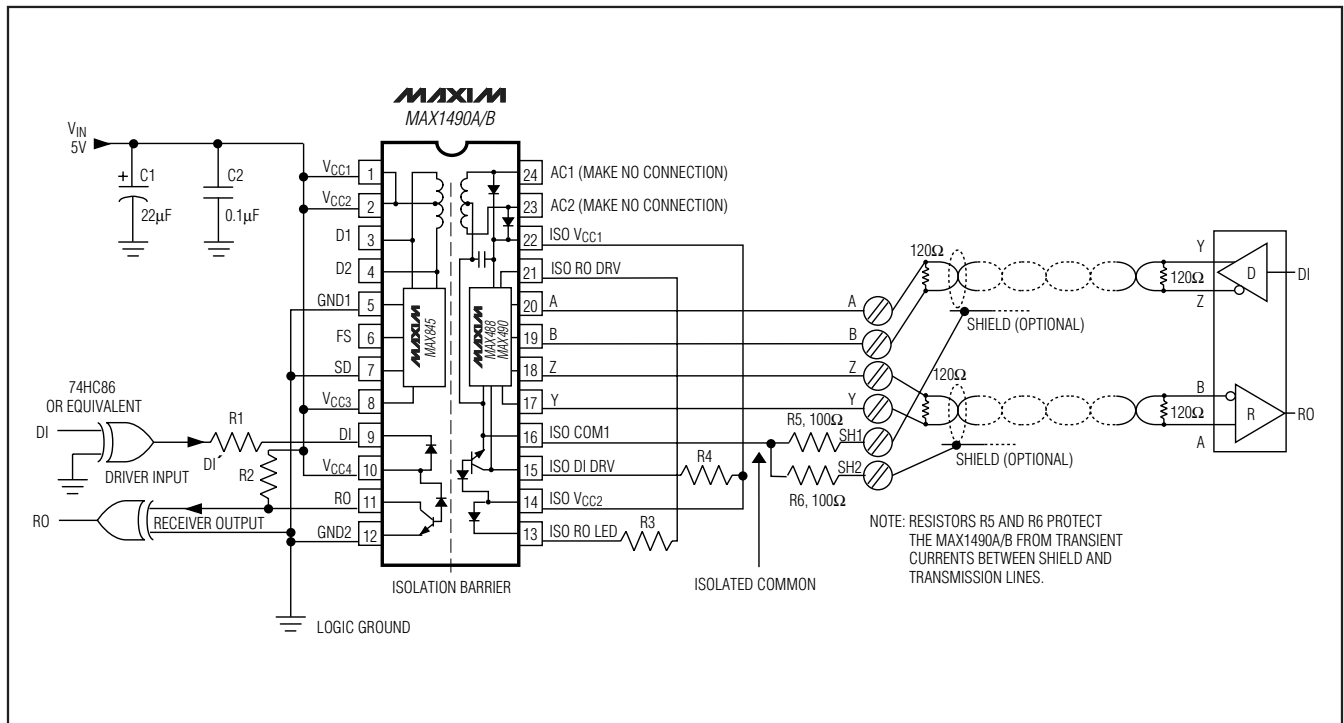 MAXIM
MAX1490A/B
VIN
5V
C1
22µF
C2
0.1µF
VCC1
VCC2
D1
D2
GND1
FS
SD
VCC3
DI
VCC4
RO
GND2
1
2
3
4
5
6
7
8
9
10
11
12
MAXIM
MAX845
MAXIM
MAX488
MAX490
24
23
22
21
20
19
18
17
16
15
14
13
AC1 (MAKE NO CONNECTION)
AC2 (MAKE NO CONNECTION)
ISO VCC1
ISO RO DRV
A
B
Z
Y
ISO COM1
ISO DI DRV
ISO VCC2
ISO RO LED
74HC86
OR EQUIVALENT
DI
DRIVER INPUT
R1
DI´
R2
RO
RECEIVER OUTPUT
LOGIC GROUND
ISOLATION BARRIER
R3
R4
ISOLATED COMMON
R5, 100Ω
R6, 100Ω
A
B
Z
Y
SH1
SH2
120Ω
SHIELD (OPTIONAL)
120Ω
SHIELD (OPTIONAL)
120Ω
Y
Z
D
DI
120Ω
B
A
R
RO
NOTE: RESISTORS R5 AND R6 PROTECT
THE MAX1490A/B FROM TRANSIENT
CURRENTS BETWEEN SHIELD AND
TRANSMISSION LINES.